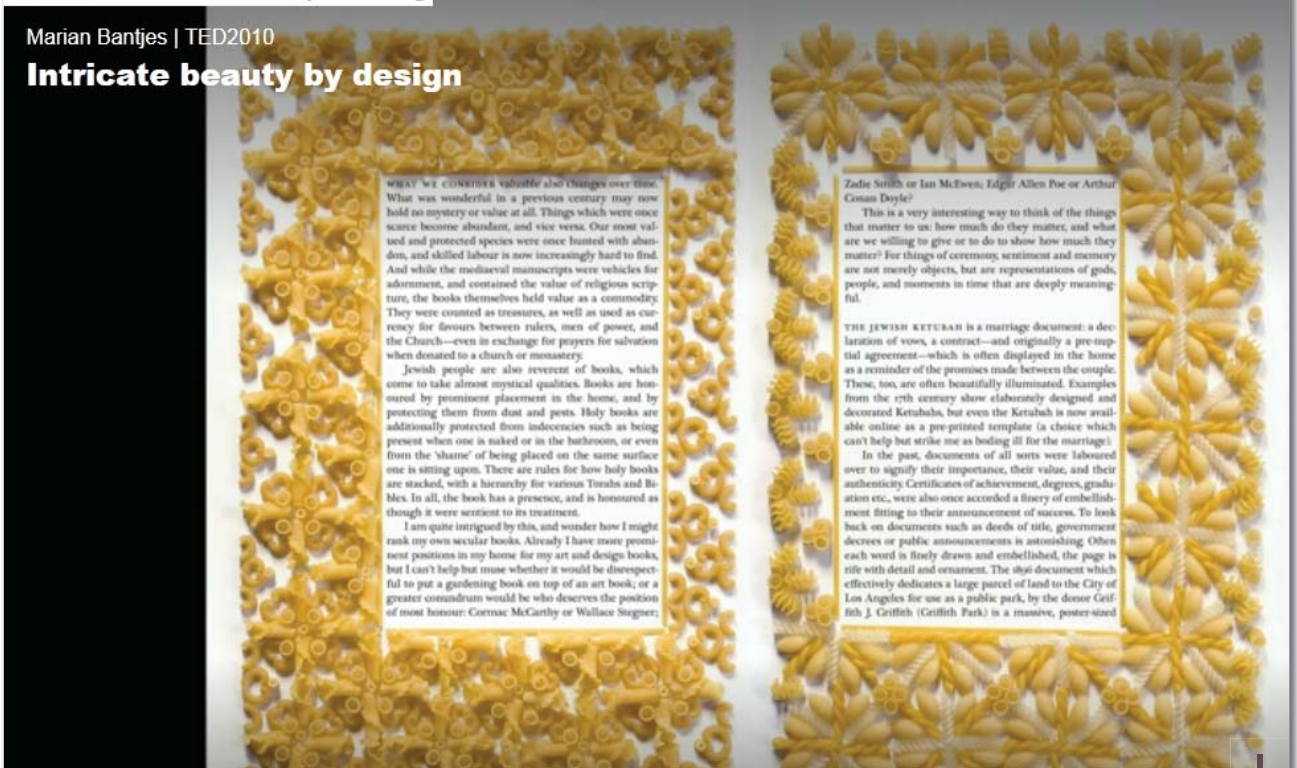 Marian Bantjes | TED2010
Intricate beauty by design
WHAT WE CONSIDER valuable also changes over time.
What was wonderful in a previous century may now
hold no mystery or value at all. Things which were once
scarce become abundant, and vice versa. Our most val-
ued and protected species were once hunted with aban-
don, and skilled labour is now increasingly hard to find.
And while the mediaeval manuscripts were vehicles for
adornment, and contained the value of religious scrip-
ture, the books themselves held value as a commodity.
They were counted as treasures, as well as used as cur-
rency for favours between rulers, men of power, and
the Church—even in exchange for prayers for salvation
when donated to a church or monastery.
Jewish people are also reverent of books, which
come to take almost mystical qualities. Books are hon-
oured by prominent placement in the home, and by
protecting them from dust and pests. Holy books are
additionally protected from indecencies such as being
present when one is naked or in the bathroom, or even
from the 'shame' of being placed on the same surface
one is sitting upon. There are rules for how holy books
are stacked, with a hierarchy for various Torahs and Bi-
bles. In all, the book has a presence, and is honoured as
though it were sentient to its treatment.
I am quite intrigued by this, and wonder how I might
rank my own secular books. Already I have more promi-
nent positions in my home for my art and design books,
but I can't help but muse whether it would be disrespect-
ful to put a gardening book on top of an art book; or a
greater conundrum would be who deserves the position
of most honour: Cormac McCarthy or Wallace Stegner;
Zadie Smith or Ian McEwen; Edgar Allen Poe or Arthur
Conan Doyle?
This is a very interesting way to think of the things
that matter to us: how much do they matter, and what
are we willing to give or to do to show how much they
matter? For things of ceremony, sentiment and memory
are not merely objects, but are representations of gods,
people, and moments in time that are deeply meaning-
ful.
THE JEWISH KETUBAH is a marriage document: a dec-
laration of vows, a contract—and originally a pre-nup-
tial agreement—which is often displayed in the home
as a reminder of the promises made between the couple.
These, too, are often beautifully illuminated. Examples
from the 17th century show elaborately designed and
decorated Ketubahs, but even the Ketubah is now avail-
able online as a pre-printed template (a choice which
can't help but strike me as boding ill for the marriage).
In the past, documents of all sorts were laboured
over to signify their importance, their value, and their
authenticity. Certificates of achievement, degrees, gradu-
ation etc., were also once accorded a finery of embellish-
ment fitting to their announcement of success. To look
back on documents such as deeds of title, government
decrees or public announcements is astonishing. Often
each word is finely drawn and embellished, the page is
rife with detail and ornament. The 1896 document which
effectively dedicates a large parcel of land to the City of
Los Angeles for use as a public park, by the donor Grif-
fith J. Griffith (Griffith Park) is a massive, poster-sized